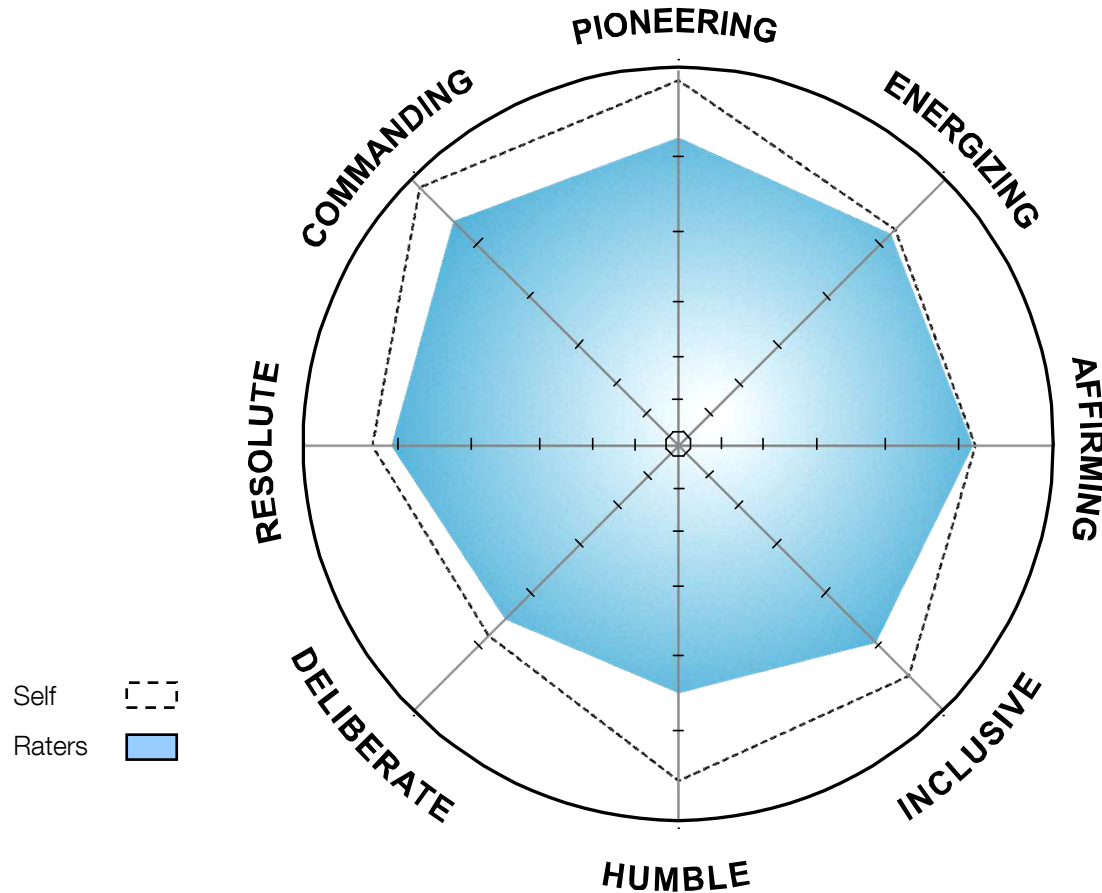 PIONEERING
ENERGIZING
COMMANDING
AFFIRMING
RESOLUTE
INCLUSIVE
DELIBERATE
HUMBLE
Self
Raters